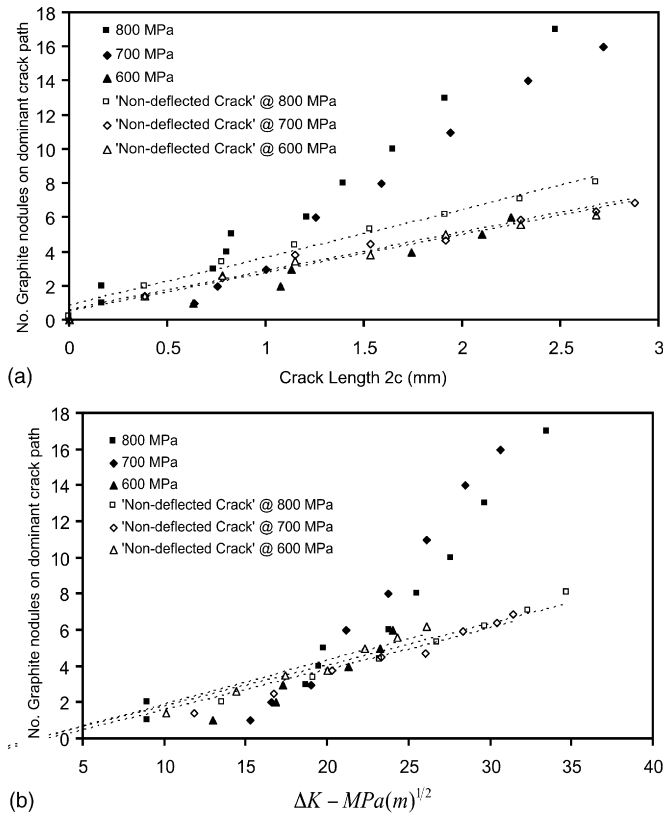 18
16
14
12
10
8
6
4
2
0
No. Graphite nodules on dominant crack path
800 MPa
700 MPa
600 MPa
'Non-deflected Crack' @ 800 MPa
'Non-deflected Crack' @ 700 MPa
'Non-deflected Crack' @ 600 MPa
0 0.5 1 1.5 2 2.5 3
(a) Crack Length 2c (mm)
18
16
14
12
10
8
6
4
2
0
No. Graphite nodules on dominant crack path
800 MPa
700 MPa
600 MPa
'Non-deflected Crack' @ 800 MPa
'Non-deflected Crack' @ 700 MPa
'Non-deflected Crack' @ 600 MPa
5 10 15 20 25 30 35 40
(b) ΔK – MPa(m)^1/2